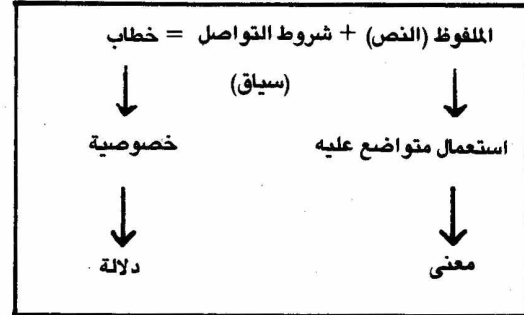 الملفوظ (النص) + شروط التواصل = خطاب
(سياق)
استعمال متواضع عليه خصوصية
معنى دلالة